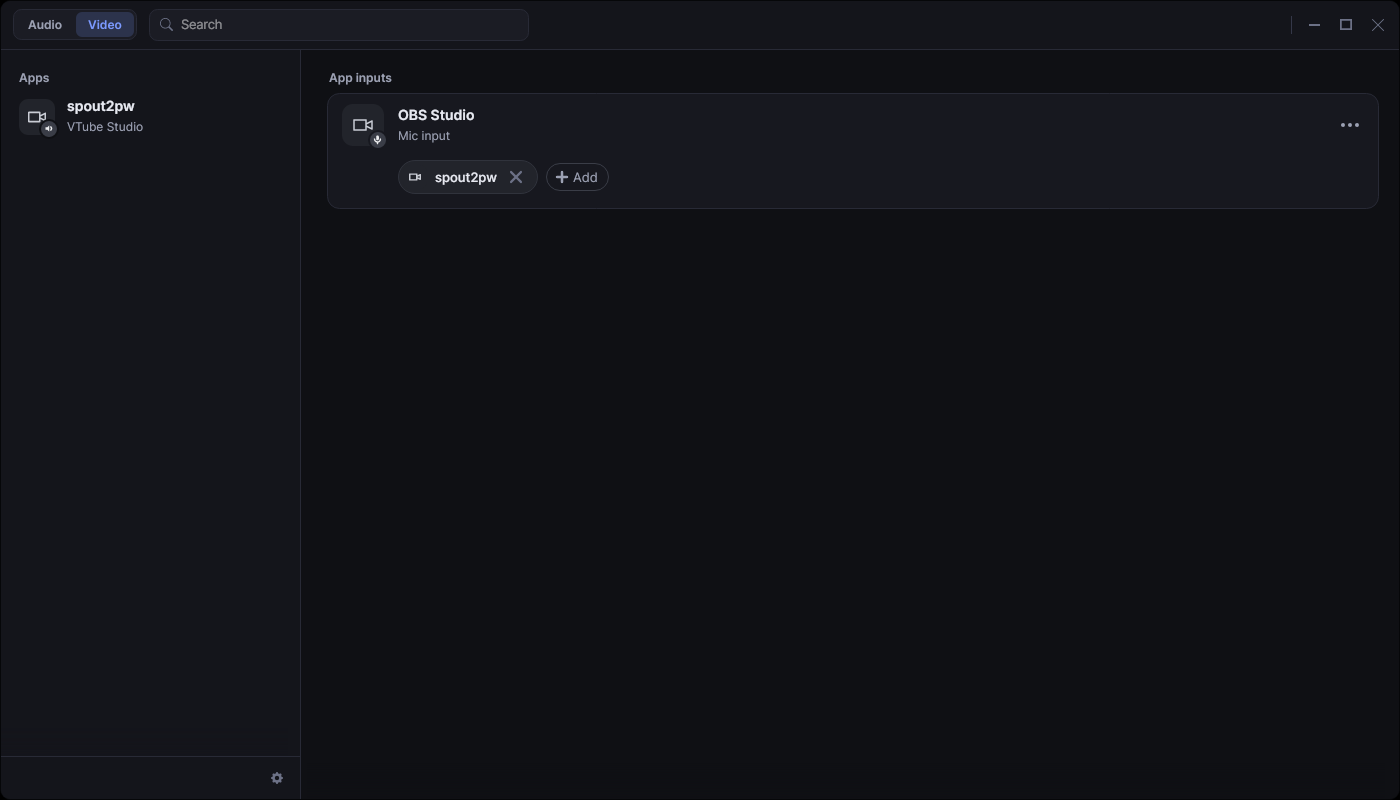 Audio
Video
Search
Apps
spout2pw
VTube Studio
App inputs
OBS Studio
Mic input
spout2pw
Add